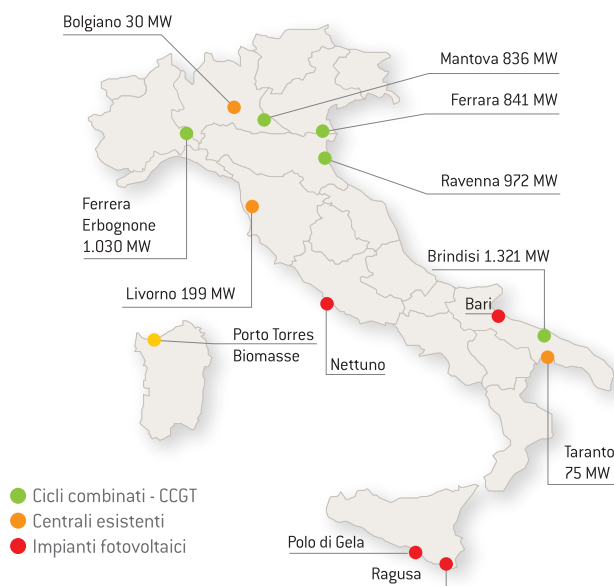 Bolgiano 30 MW
Mantova 836 MW
Ferrara 841 MW
Ravenna 972 MW
Ferrera
Erbognone
1.030 MW
Brindisi 1.321 MW
Livorno 199 MW
Bari
Porto Torres
Biomasse
Nettuno
Taranto
75 MW
Cicli combinati - CCGT
Centrali esistenti
Impianti fotovoltaici
Polo di Gela
Ragusa